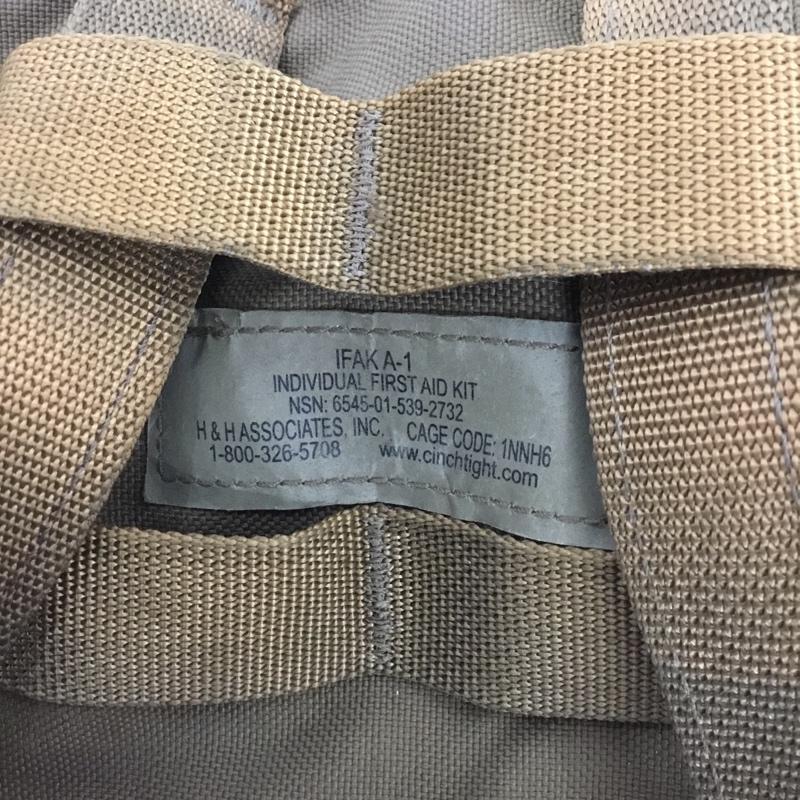 IFAK A-1
INDIVIDUAL FIRST AID KIT
NSN: 6545-01-539-2732
H & H ASSOCIATES, INC. CAGE CODE: 1NNH6
1-800-326-5708 www.cinchtight.com